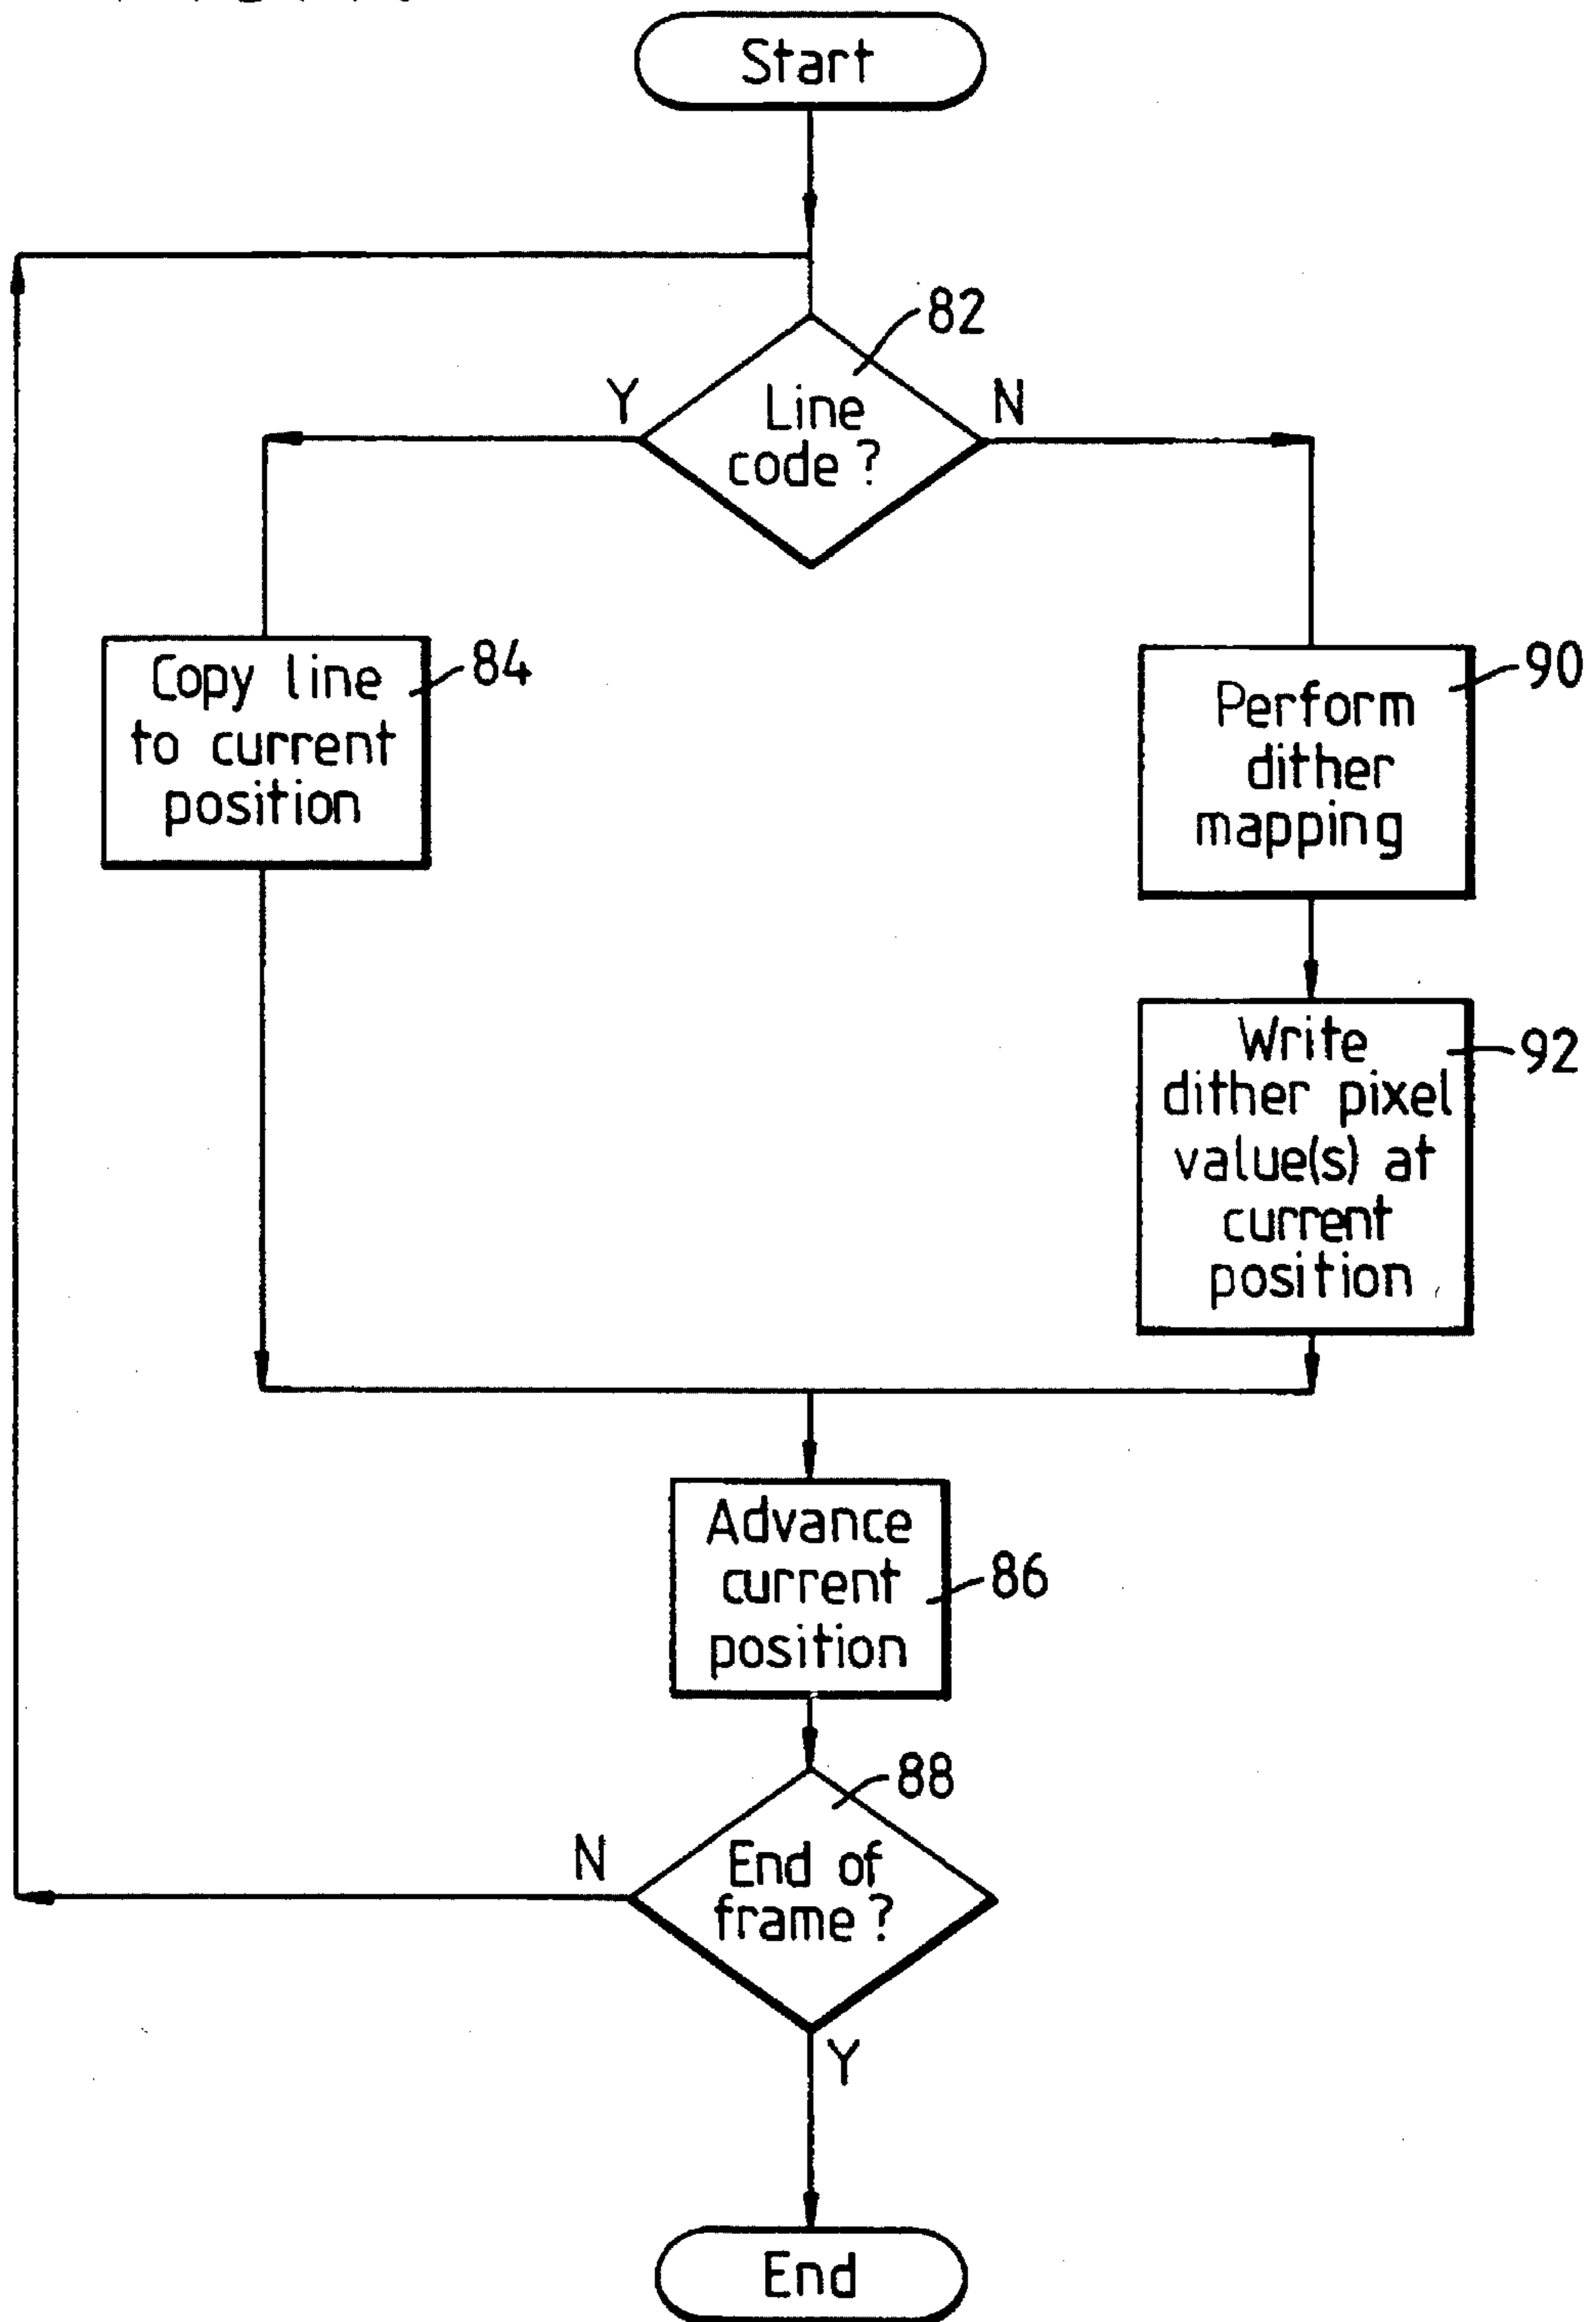 Start
82
Y
N
Line
code ?
Copy line
to current
position
84
Perform
dither
mapping
90
Write
dither pixel
value(s) at
current
position
92
Advance
current
position
86
88
N
End of
frame ?
Y
End